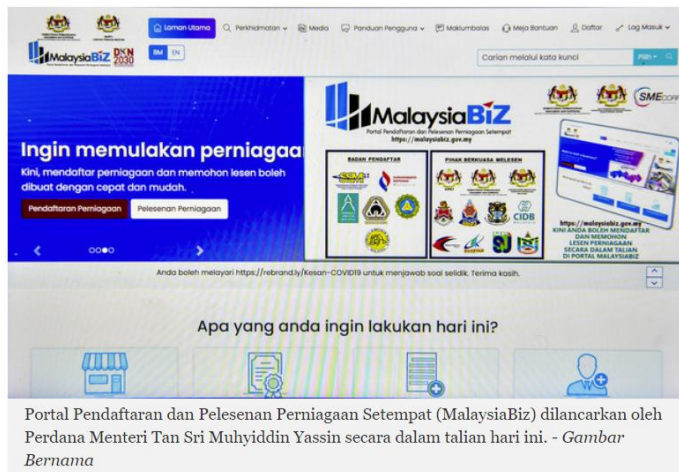 Laman Utama
Perkhidmatan
Media
Panduan Pengguna
Maklumbalas
Meja Bantuan
Daftar
Log Masuk
MalaysiaBiZ
DKN
2030
BM EN
Carian melalui kata kunci
Pilih
Ingin memulakan perniagaa
Kini, mendaftar perniagaan dan memohon lesen boleh
dibuat dengan cepat dan mudah.
Pendaftaran Perniagaan
Pelesenan Perniagaan
MalaysiaBiZ
Portal Pendaftaran dan Pelesenan Perniagaan Setempat
https://malaysiabiz.gov.my
SMECORP
BADAN PENDAFTAR
PIHAK BERKUASA MELESEN
SSM
CIDB
https://malaysiabiz.gov.my
KINI ANDA BOLEH MENDAFTAR
DAN MEMOHON
LESEN PERNIAGAAN
SECARA DALAM TALIAN
DI PORTAL MALAYSIABIZ
Anda boleh melayari https://rebrand.ly/Kesan-COVID19 untuk menjawab soal selidik. Terima kasih.
Apa yang anda ingin lakukan hari ini?
Portal Pendaftaran dan Pelesenan Perniagaan Setempat (MalaysiaBiz) dilancarkan oleh
Perdana Menteri Tan Sri Muhyiddin Yassin secara dalam talian hari ini. - Gambar
Bernama